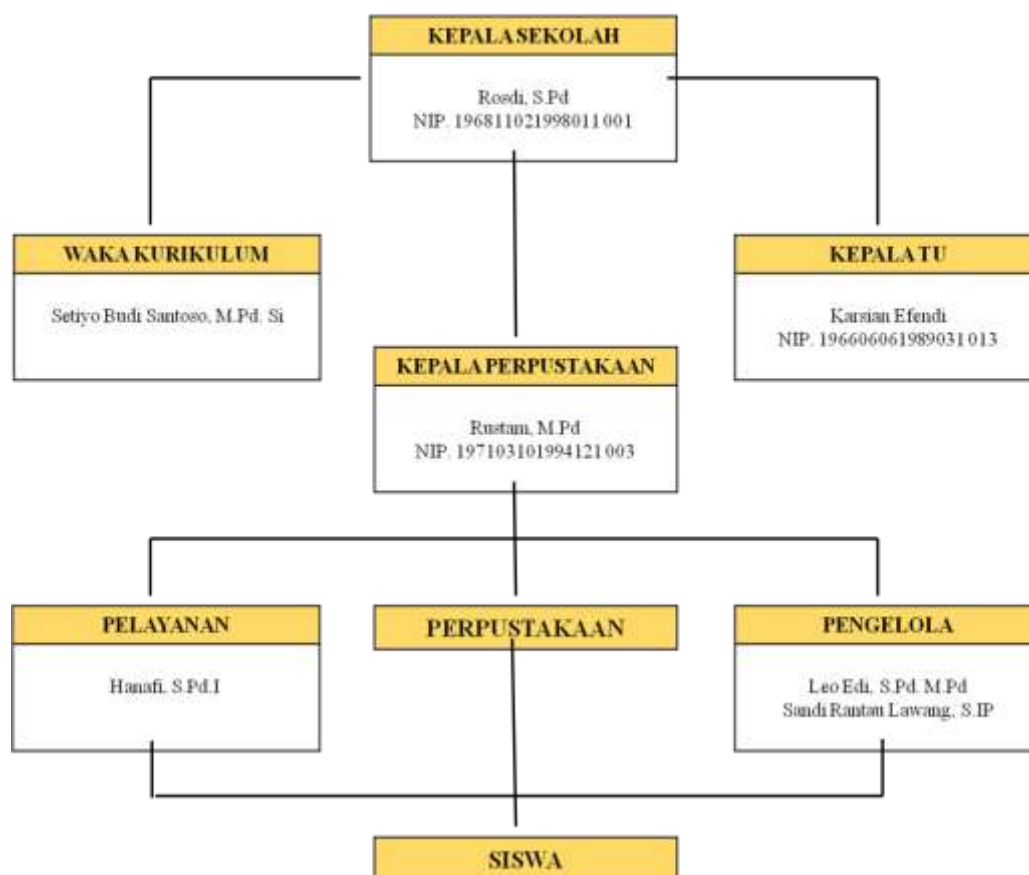 KEPALA SEKOLAH
Rosdi, S.Pd
NIP. 196811021998011001
WAKA KURIKULUM
Setiyo Budi Santoso, M.Pd. Si
KEPALA TU
Karsian Efendi
NIP. 196606061989031013
KEPALA PERPUSTAKAAN
Rustam, M.Pd
NIP. 197103101994121003
PELAYANAN
Hanafi, S.Pd.I
PERPUSTAKAAN
PENGELOLA
Leo Edi, S.Pd. M.Pd
Sandi Rantau Lawang, S.IP
SISWA